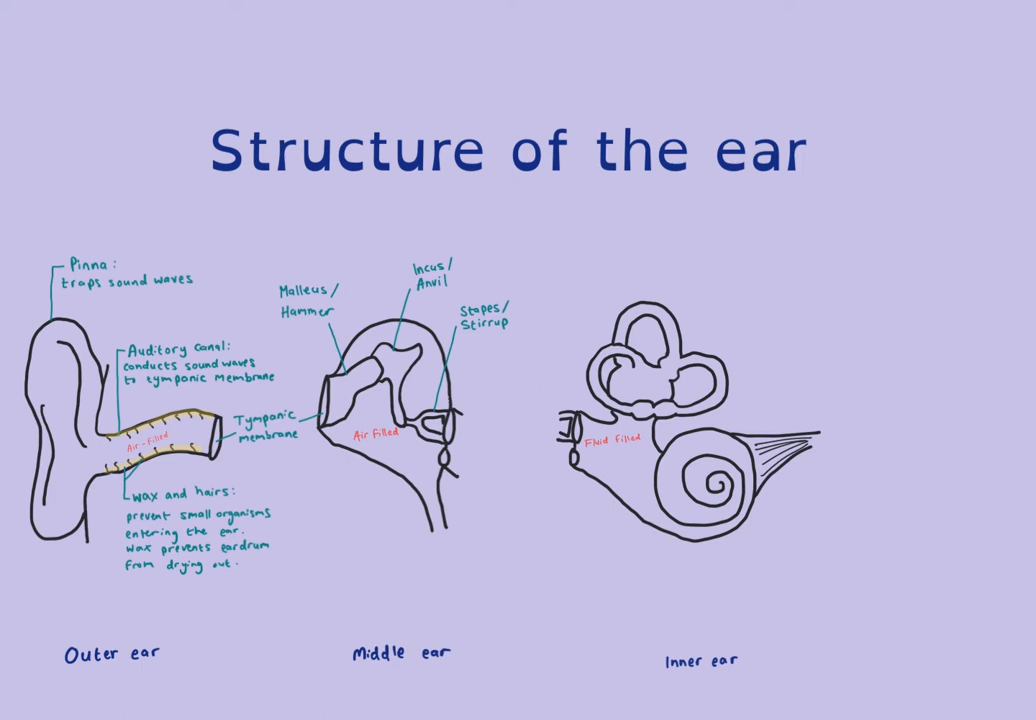 Structure of the ear
Pinna:
traps sound waves
Auditory canal:
conducts sound waves
to tympanic membrane
Air-filled
Wax and hairs:
prevent small organisms
entering the ear.
Wax prevents eardrum
from drying out.
Tympanic
membrane
Malleus/
Hammer
Incus/
Anvil
Stapes/
Stirrup
Air filled
Fluid filled
Outer ear
Middle ear
Inner ear